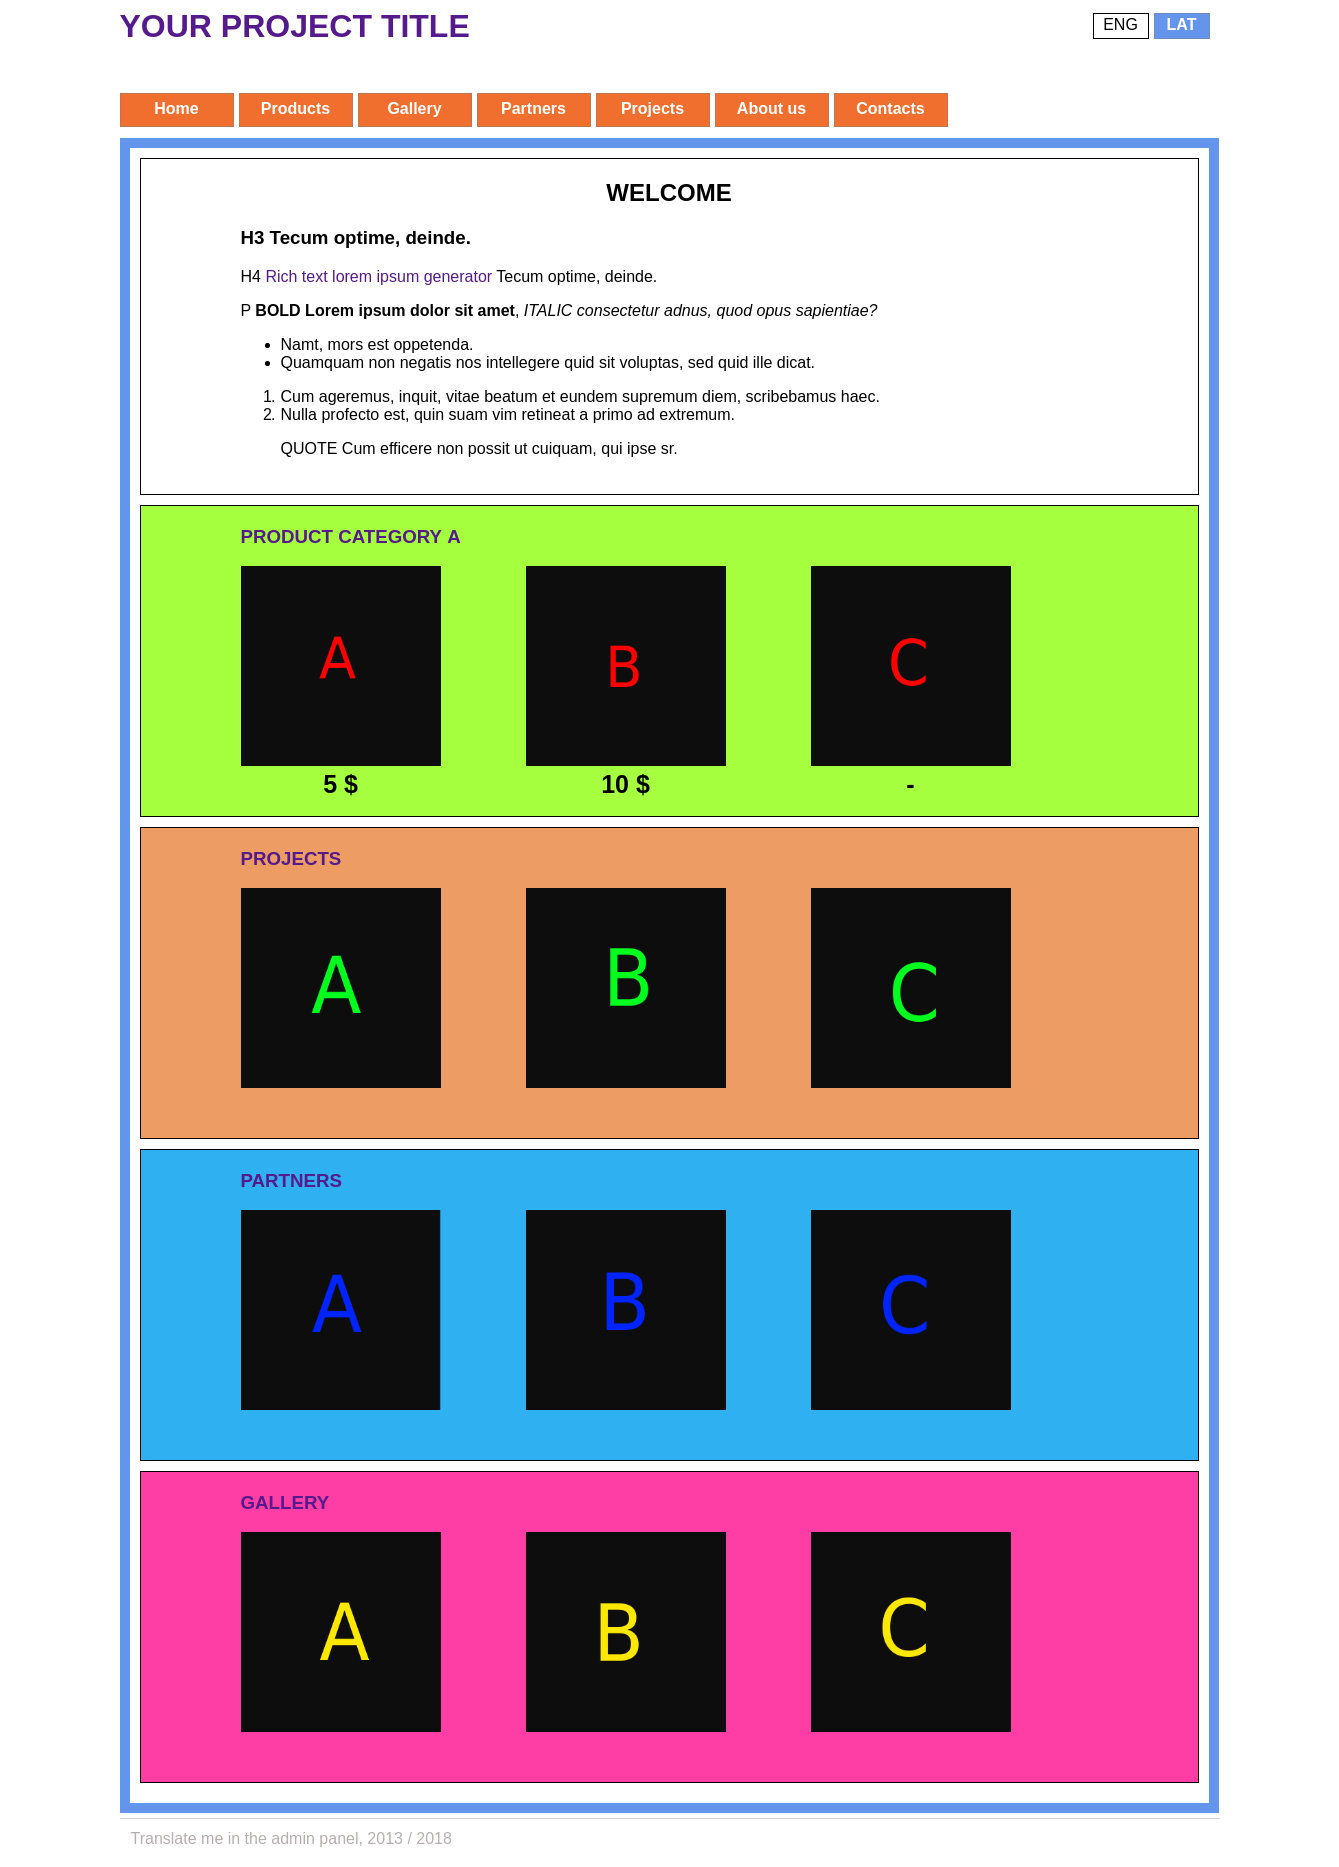 YOUR PROJECT TITLE
ENG LAT
Home Products Gallery Partners Projects About us Contacts
WELCOME
H3 Tecum optime, deinde.
H4 Rich text lorem ipsum generator Tecum optime, deinde.
P BOLD Lorem ipsum dolor sit amet, ITALIC consectetur adnus, quod opus sapientiae?
• Namt, mors est oppetenda.
• Quamquam non negatis nos intellegere quid sit voluptas, sed quid ille dicat.
1. Cum ageremus, inquit, vitae beatum et eundem supremum diem, scribebamus haec.
2. Nulla profecto est, quin suam vim retineat a primo ad extremum.
QUOTE Cum efficere non possit ut cuiquam, qui ipse sr.
PRODUCT CATEGORY A
A B C
5 $ 10 $ -
PROJECTS
A B C
PARTNERS
A B C
GALLERY
A B C
Translate me in the admin panel, 2013 / 2018